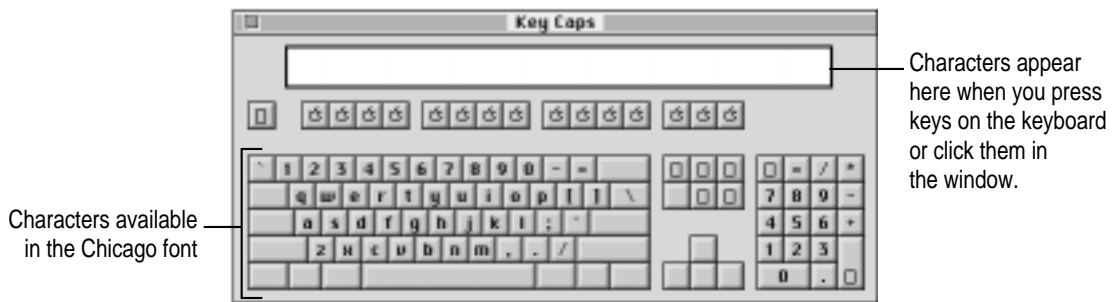 Key Caps
Characters appear
here when you press
keys on the keyboard
or click them in
the window.
` 1 2 3 4 5 6 7 8 9 0 - =
= / *
q w e r t y u i o p [ ] \
7 8 9 -
a s d f g h j k l ; '
4 5 6 +
z x c v b n m , . /
1 2 3
0 .
Characters available
in the Chicago font